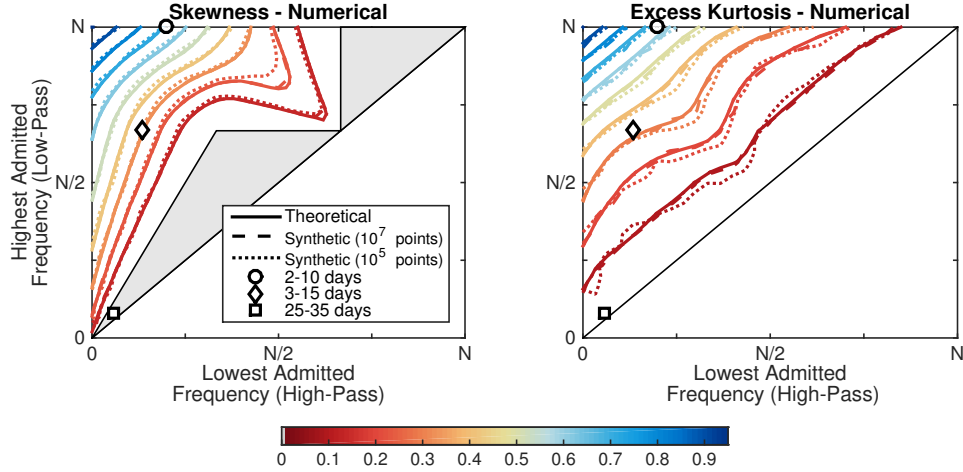 Skewness - Numerical
Excess Kurtosis - Numerical
Highest Admitted
Frequency (Low-Pass)
N
N/2
0
Theoretical
Synthetic (10^7 points)
Synthetic (10^5 points)
2-10 days
3-15 days
25-35 days
0
N/2
N
Lowest Admitted
Frequency (High-Pass)
N
N/2
0
0
N/2
N
Lowest Admitted
Frequency (High-Pass)
0 0.1 0.2 0.3 0.4 0.5 0.6 0.7 0.8 0.9